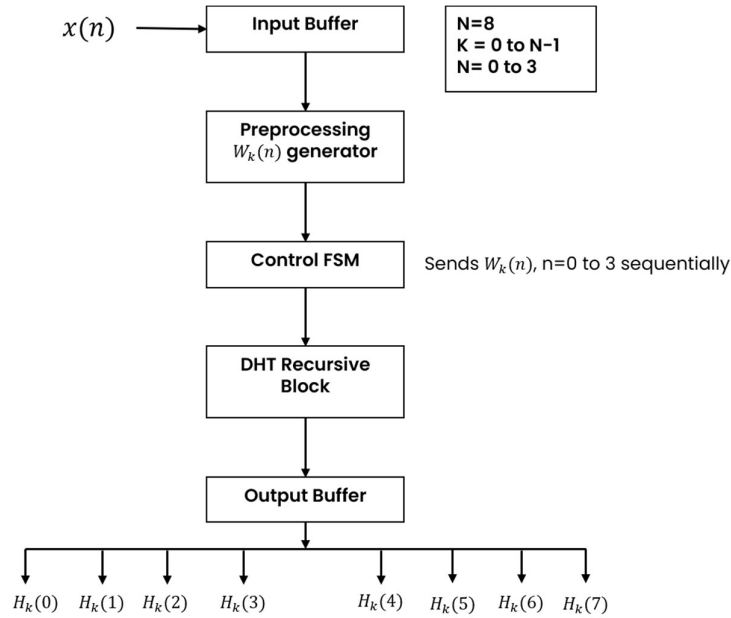 x(n)
Input Buffer
N=8
K = 0 to N-1
N= 0 to 3
Preprocessing
W_k(n) generator
Control FSM
Sends W_k(n), n=0 to 3 sequentially
DHT Recursive
Block
Output Buffer
H_k(0) H_k(1) H_k(2) H_k(3) H_k(4) H_k(5) H_k(6) H_k(7)